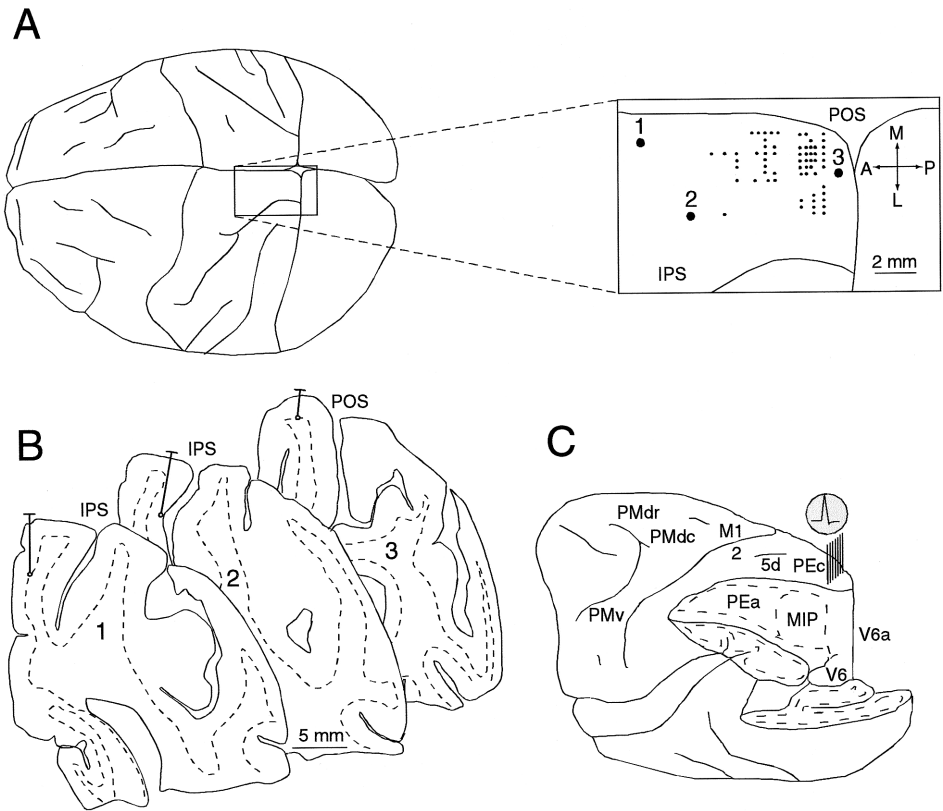 A
POS
1
M
3
A P
2
L
IPS
2 mm
B
POS
IPS
IPS
3
2
1
5 mm
C
PMdr
PMdc
M1
2
5d PEc
PEa
MIP
PMv
V6a
V6